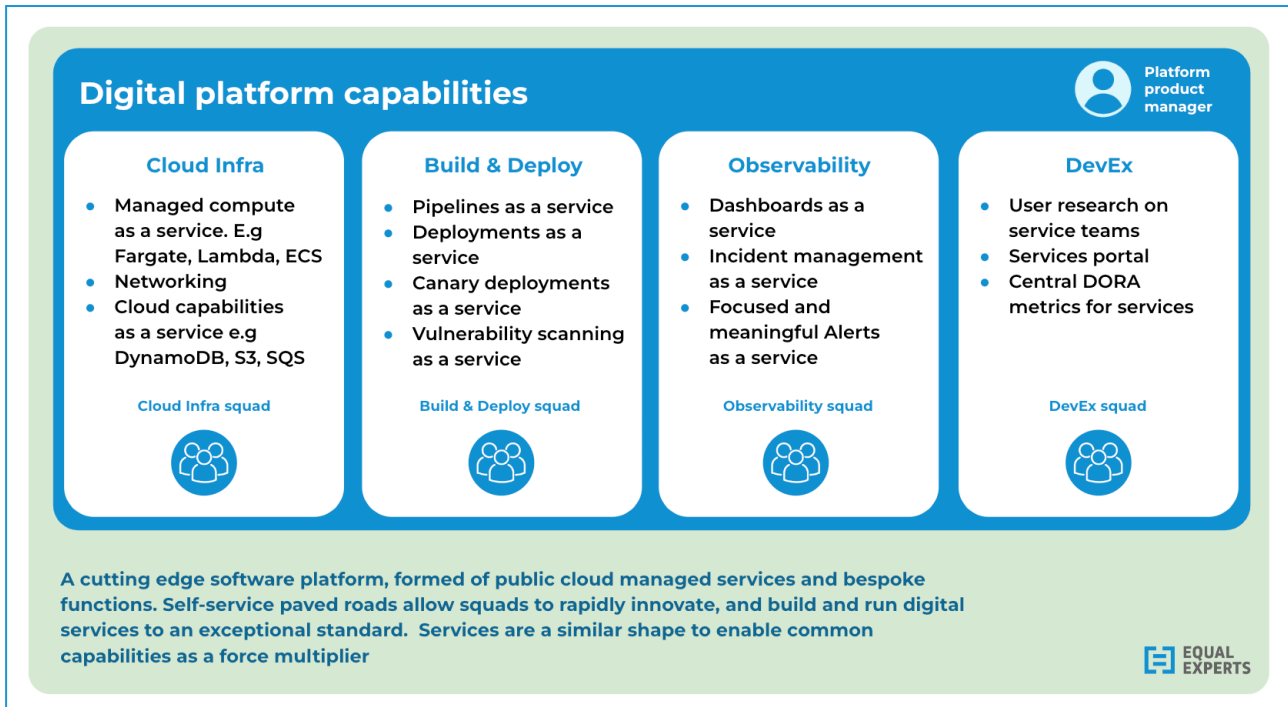 Digital platform capabilities
Platform
product
manager
Cloud Infra
● Managed compute
as a service. E.g
Fargate, Lambda, ECS
● Networking
● Cloud capabilities
as a service e.g
DynamoDB, S3, SQS
Cloud Infra squad
Build & Deploy
● Pipelines as a service
● Deployments as a
service
● Canary deployments
as a service
● Vulnerability scanning
as a service
Build & Deploy squad
Observability
● Dashboards as a
service
● Incident management
as a service
● Focused and
meaningful Alerts
as a service
Observability squad
DevEx
● User research on
service teams
● Services portal
● Central DORA
metrics for services
DevEx squad
A cutting edge software platform, formed of public cloud managed services and bespoke
functions. Self-service paved roads allow squads to rapidly innovate, and build and run digital
services to an exceptional standard.  Services are a similar shape to enable common
capabilities as a force multiplier
EQUAL
EXPERTS